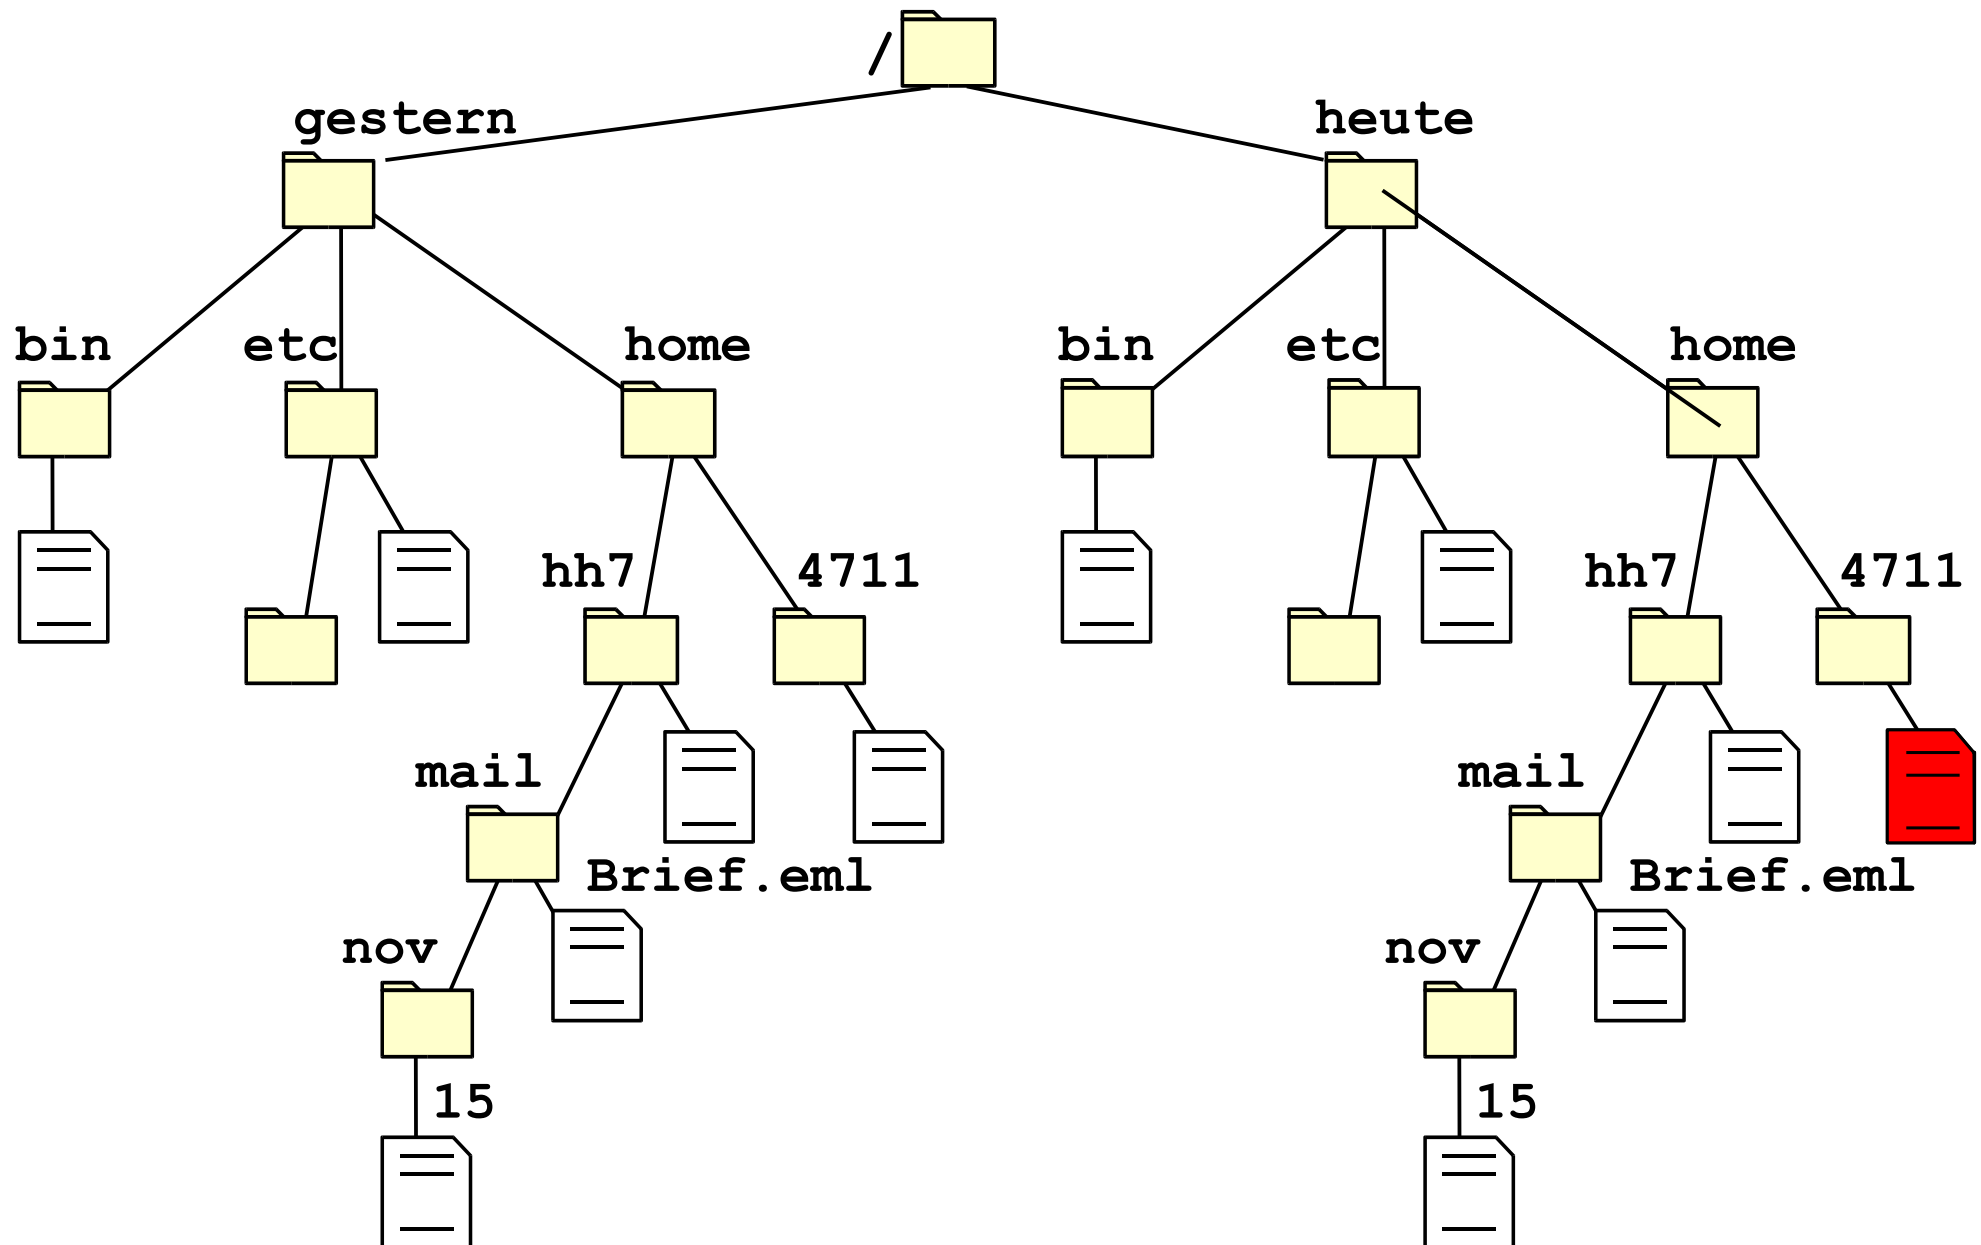 /
gestern
heute
bin
etc
home
bin
etc
home
hh7
4711
hh7
4711
mail
mail
Brief.eml
Brief.eml
nov
nov
15
15